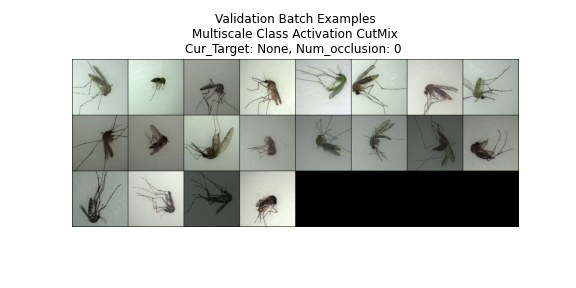 Validation Batch Examples
Multiscale Class Activation CutMix
Cur_Target: None, Num_occlusion: 0